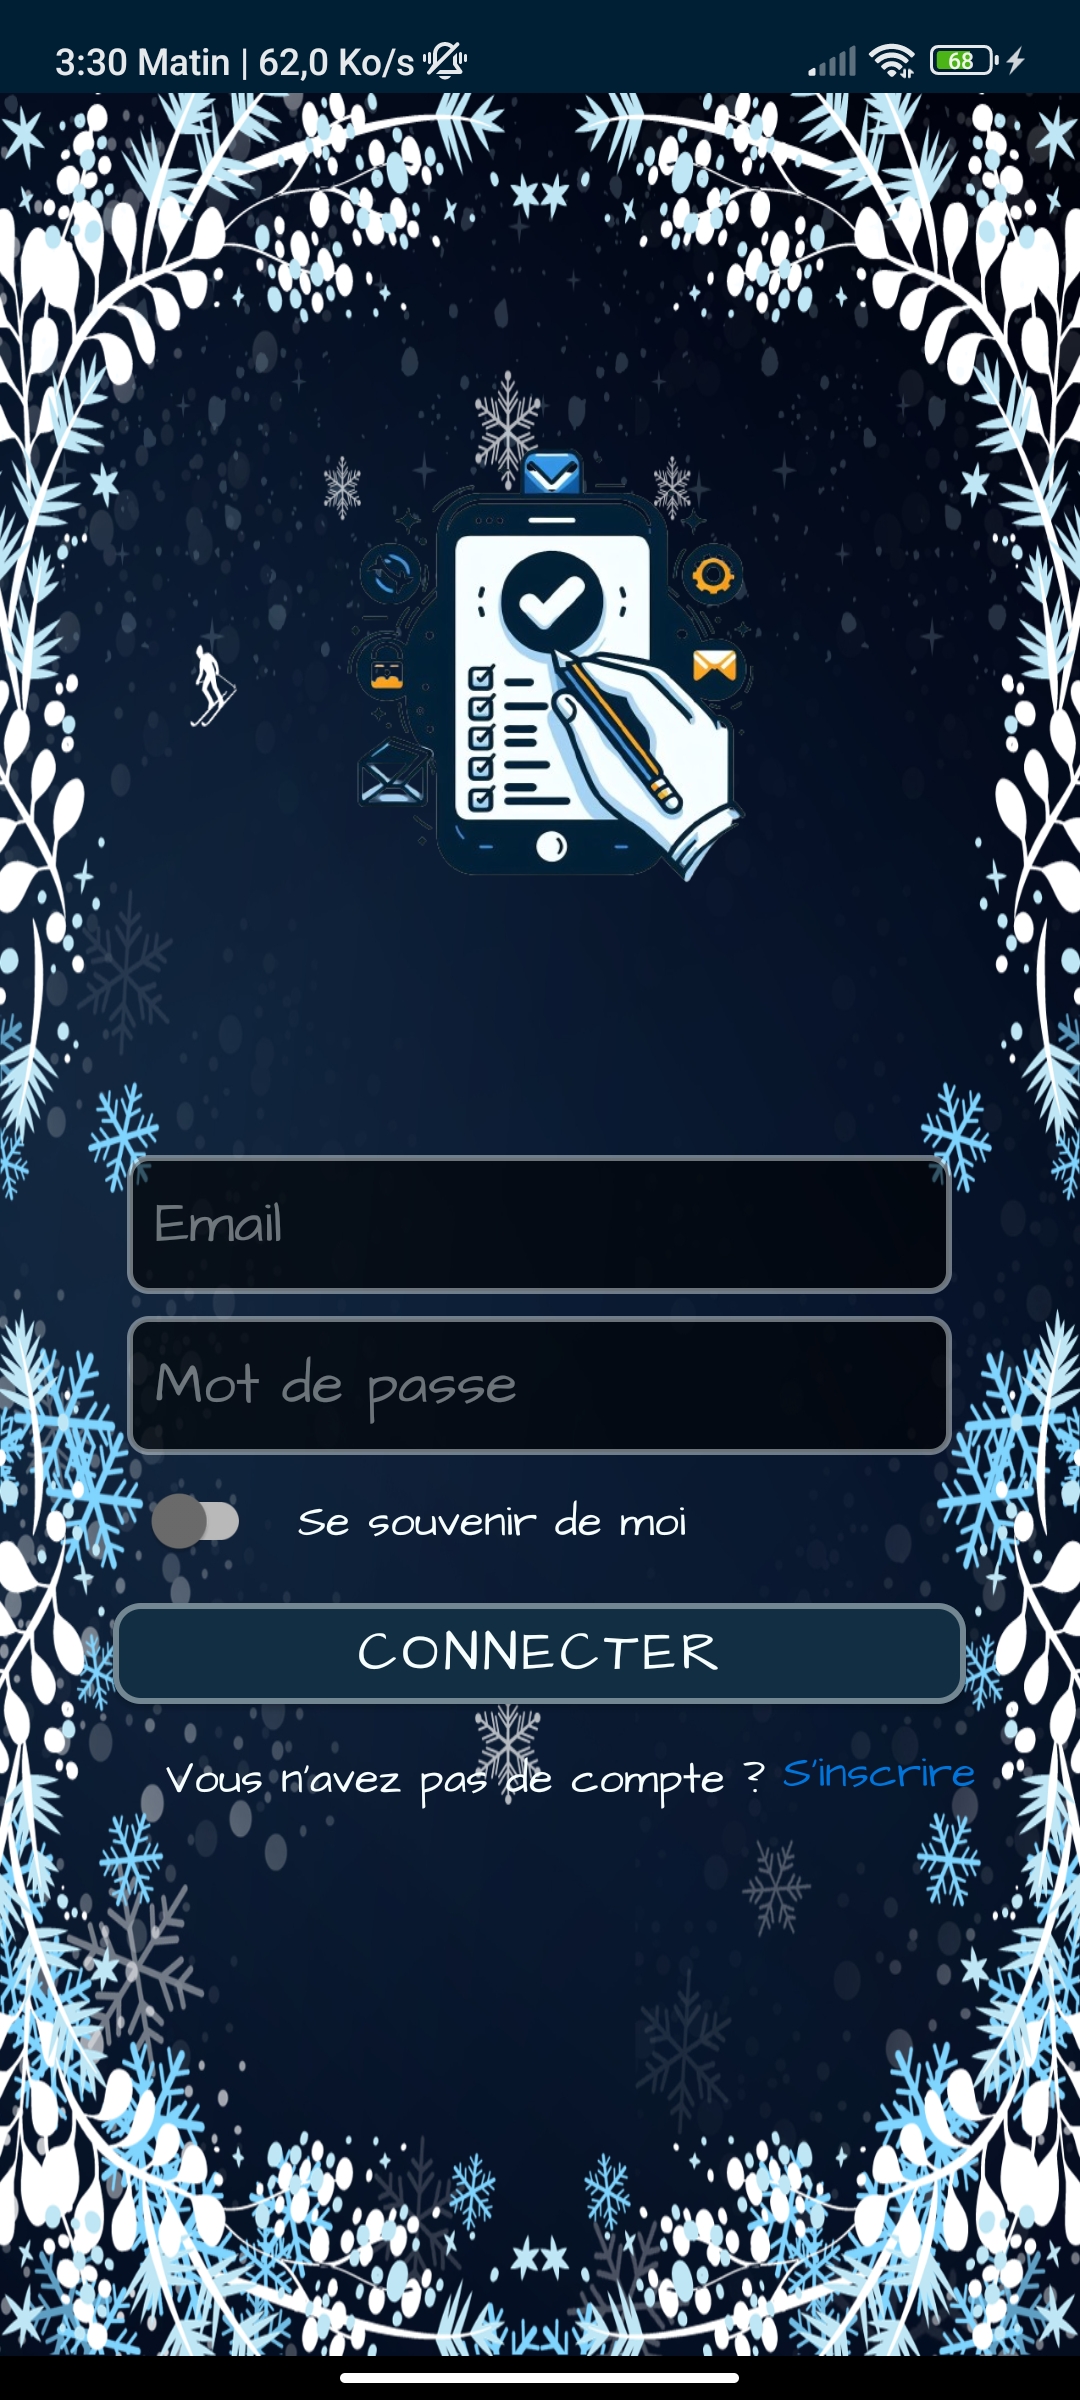 3:30 Matin | 62,0 Ko/s 68
Email
Mot de passe
Se souvenir de moi
CONNECTER
Vous n'avez pas de compte ? S'inscrire